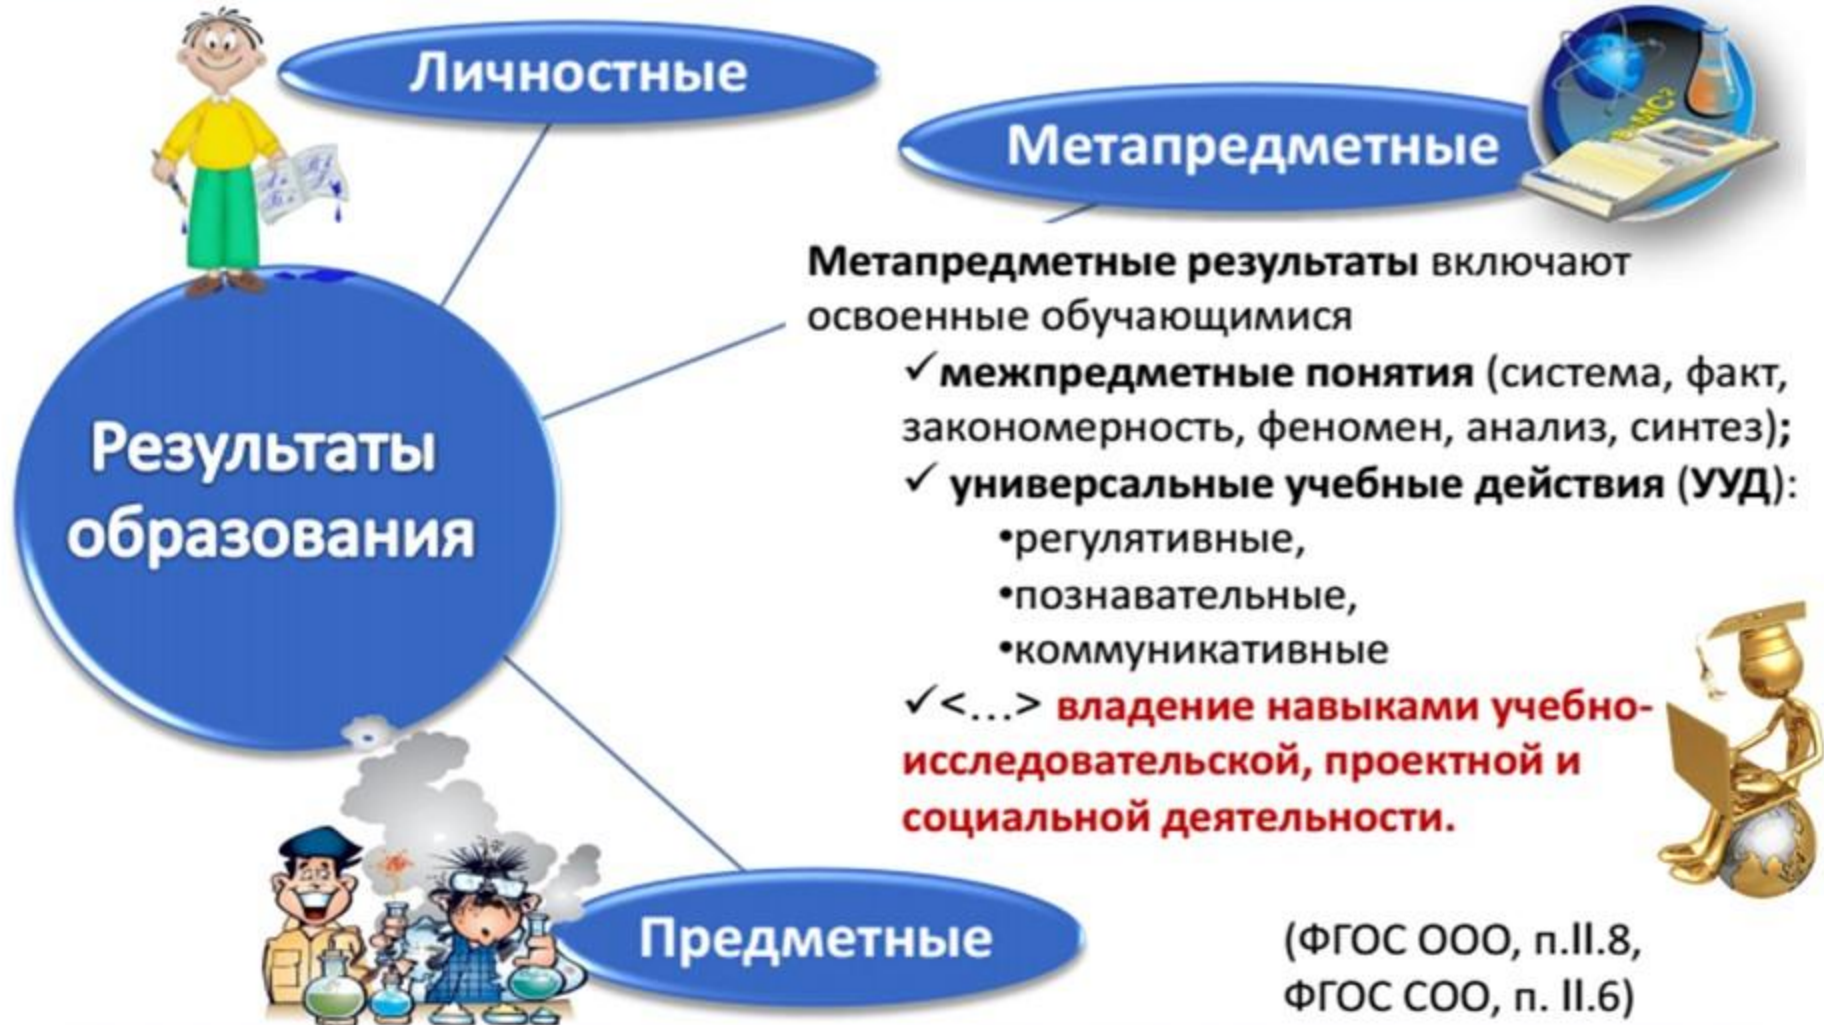 Личностные
Метапредметные
Метапредметные результаты включают
освоенные обучающимися
✓межпредметные понятия (система, факт,
закономерность, феномен, анализ, синтез);
✓ универсальные учебные действия (УУД):
•регулятивные,
•познавательные,
•коммуникативные
✓<...> владение навыками учебно-
исследовательской, проектной и
социальной деятельности.
Результаты
образования
Предметные
(ФГОС ООО, п.II.8,
ФГОС СОО, п. II.6)